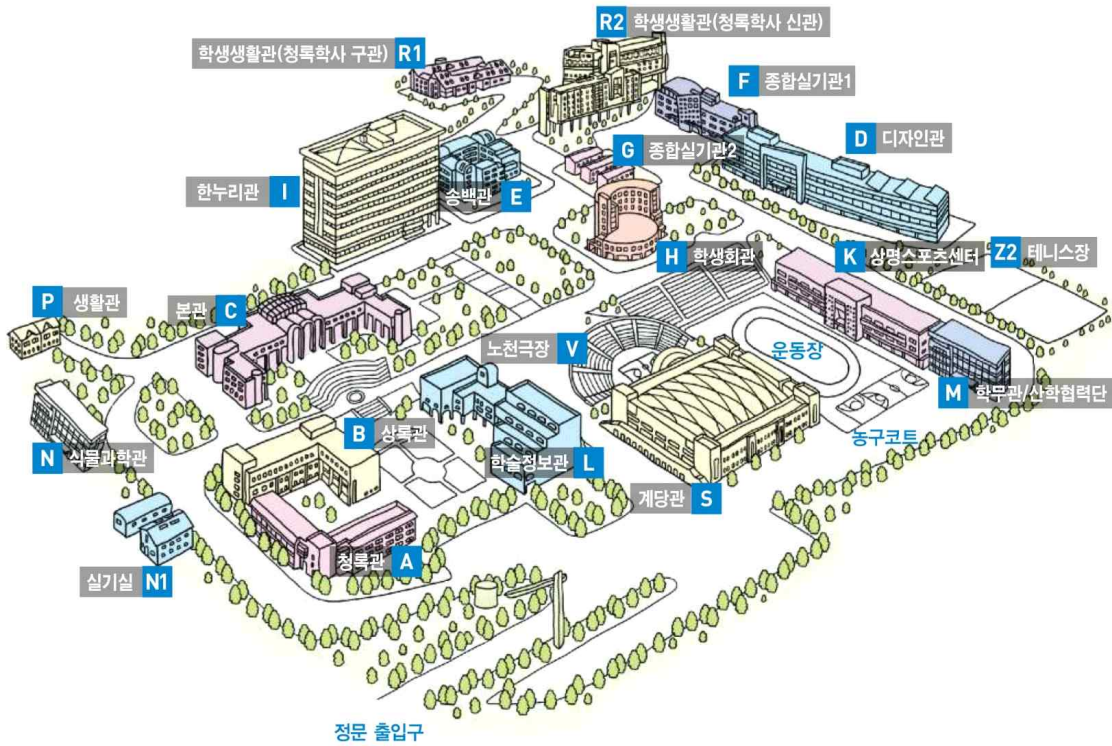 R2 학생생활관(청록학사 신관)
학생생활관(청록학사 구관) R1
F 종합실기관1
D 디자인관
G 종합실기관2
한누리관 I
송백관 E
H 학생회관
K 상명스포츠센터
Z2 테니스장
P 생활관
본관 C
노천극장 V
운동장
M 학무관/산학협력단
B 상록관
농구코트
N 식물과학관
학술정보관 L
계당관 S
청록관 A
실기실 N1
정문 출입구